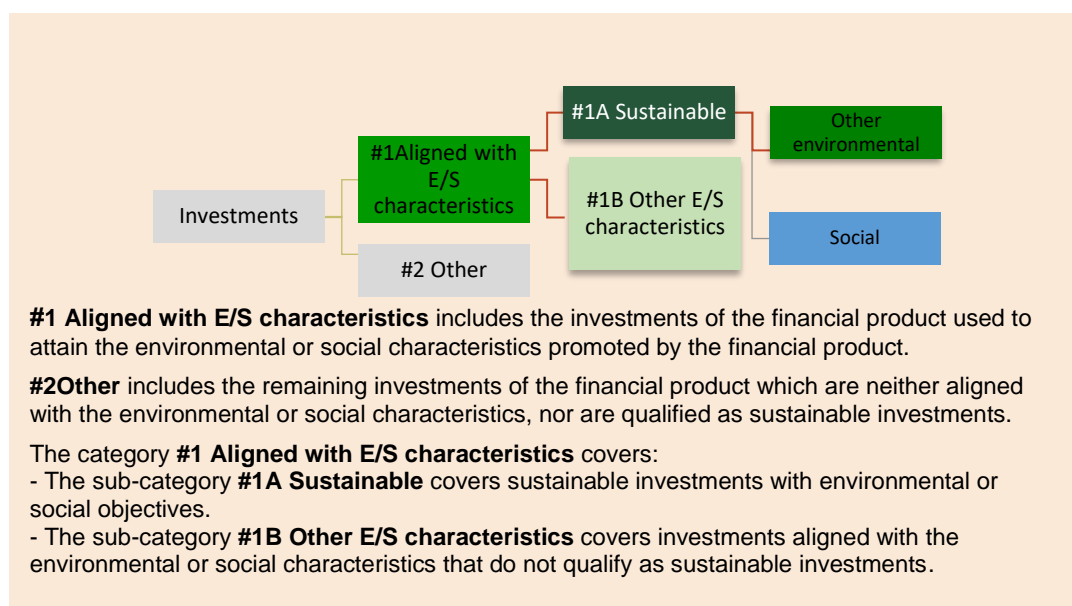 #1A Sustainable
Other
environmental
#1Aligned with
E/S
characteristics
#1B Other E/S
characteristics
Investments
Social
#2 Other
#1 Aligned with E/S characteristics includes the investments of the financial product used to
attain the environmental or social characteristics promoted by the financial product.
#2Other includes the remaining investments of the financial product which are neither aligned
with the environmental or social characteristics, nor are qualified as sustainable investments.
The category #1 Aligned with E/S characteristics covers:
- The sub-category #1A Sustainable covers sustainable investments with environmental or
social objectives.
- The sub-category #1B Other E/S characteristics covers investments aligned with the
environmental or social characteristics that do not qualify as sustainable investments.